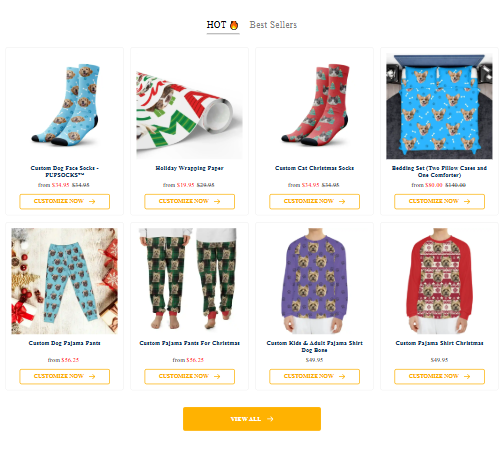 HOT 🔥 Best Sellers
Custom Dog Face Socks -
PUPSOCKS™
from $24.95 $34.95
CUSTOMIZE NOW →
Holiday Wrapping Paper
from $19.95 $29.95
CUSTOMIZE NOW →
Custom Cat Christmas Socks
from $24.95 $34.95
CUSTOMIZE NOW →
Bedding Set (Two Pillow Cases and
One Comforter)
from $80.00 $140.00
CUSTOMIZE NOW →
Custom Dog Pajama Pants
from $56.25
CUSTOMIZE NOW →
Custom Pajama Pants For Christmas
from $56.25
CUSTOMIZE NOW →
Custom Kids & Adult Pajama Shirt
Dog Bone
$49.95
CUSTOMIZE NOW →
Custom Pajama Shirt Christmas
$49.95
CUSTOMIZE NOW →
VIEW ALL →